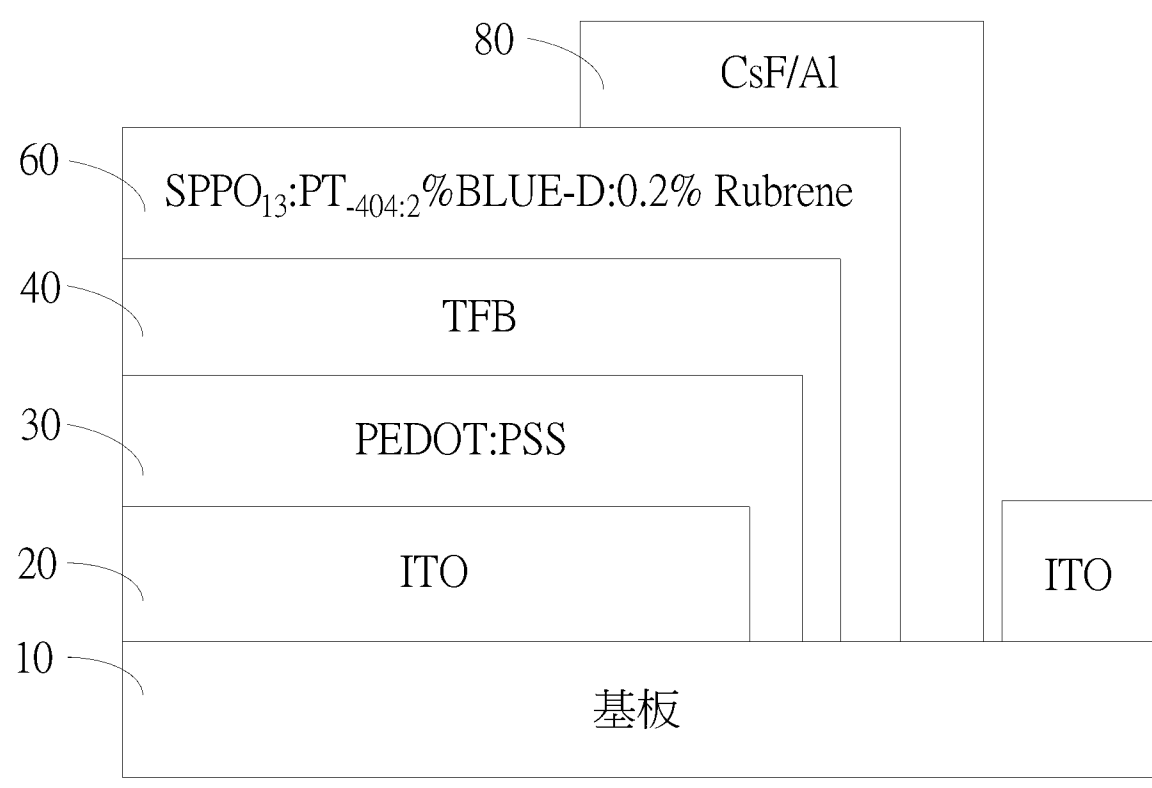 80
CsF/Al
60
SPPO13:PT-404:2%BLUE-D:0.2% Rubrene
40
TFB
30
PEDOT:PSS
20
ITO
ITO
10
基板